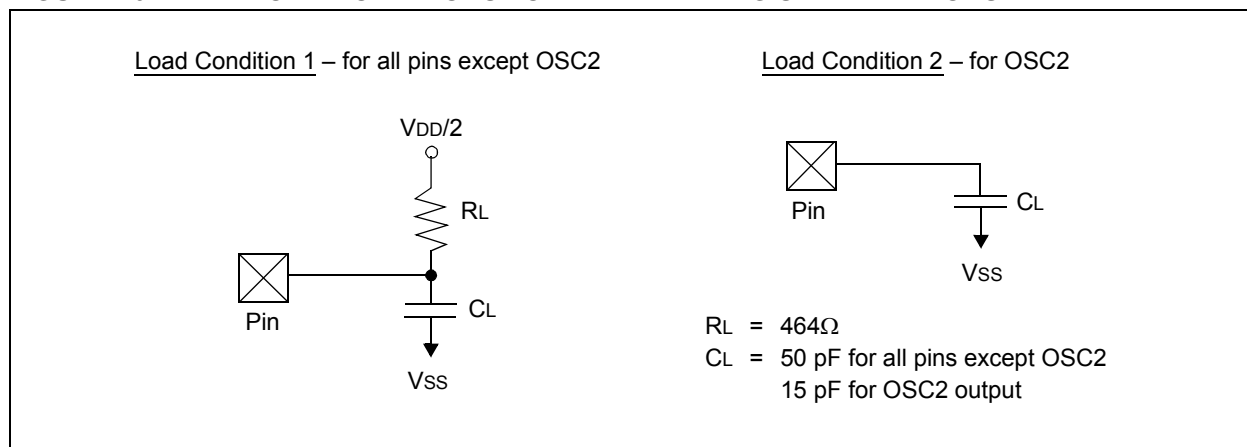 Load Condition 1 – for all pins except OSC2
VDD/2
RL
Pin
CL
VSS
Load Condition 2 – for OSC2
Pin
CL
VSS
RL = 464Ω
CL = 50 pF for all pins except OSC2
15 pF for OSC2 output